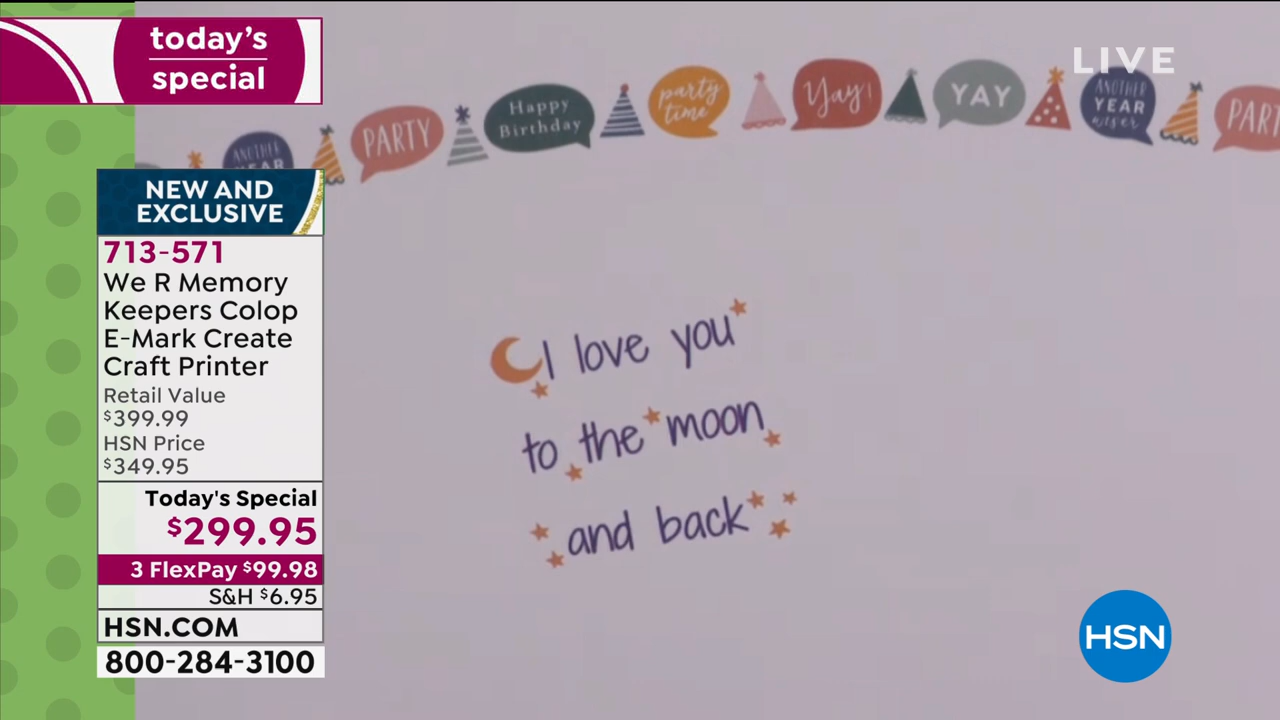 today's
special
LIVE
ANOTHER
YEAR
PARTY
Happy
Birthday
party
time
Yay!
YAY
ANOTHER
YEAR
wiser
PART
NEW AND
EXCLUSIVE
713-571
We R Memory
Keepers Colop
E-Mark Create
Craft Printer
Retail Value
$399.99
HSN Price
$349.95
Today's Special
$299.95
3 FlexPay $99.98
S&H $6.95
HSN.COM
800-284-3100
I love you
to the moon
and back
HSN